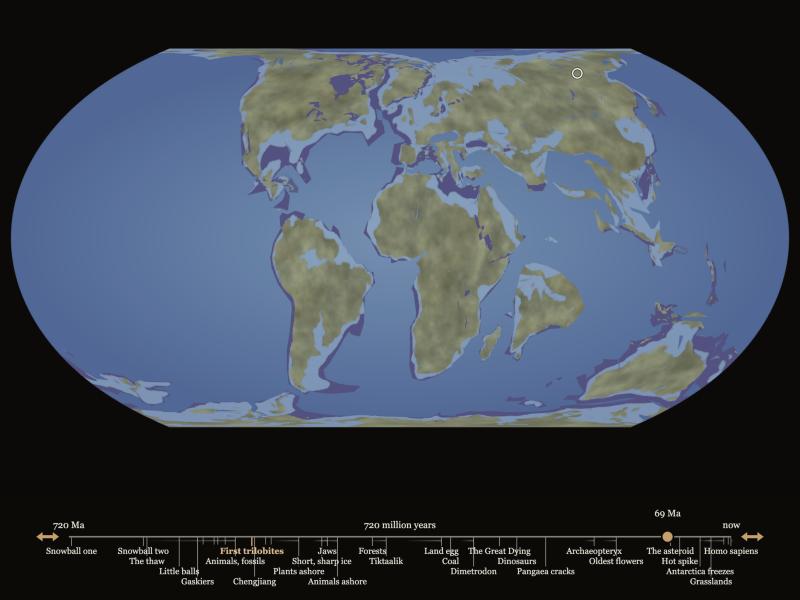 69 Ma
720 Ma 720 million years now
Snowball one Snowball two First trilobites Jaws Forests Land egg The Great Dying Archaeopteryx The asteroid Homo sapiens
The thaw Animals, fossils Short, sharp ice Tiktaalik Coal Dinosaurs Oldest flowers Hot spike
Little balls Plants ashore Dimetrodon Pangaea cracks Antarctica freezes
Gaskiers Chengjiang Animals ashore Grasslands